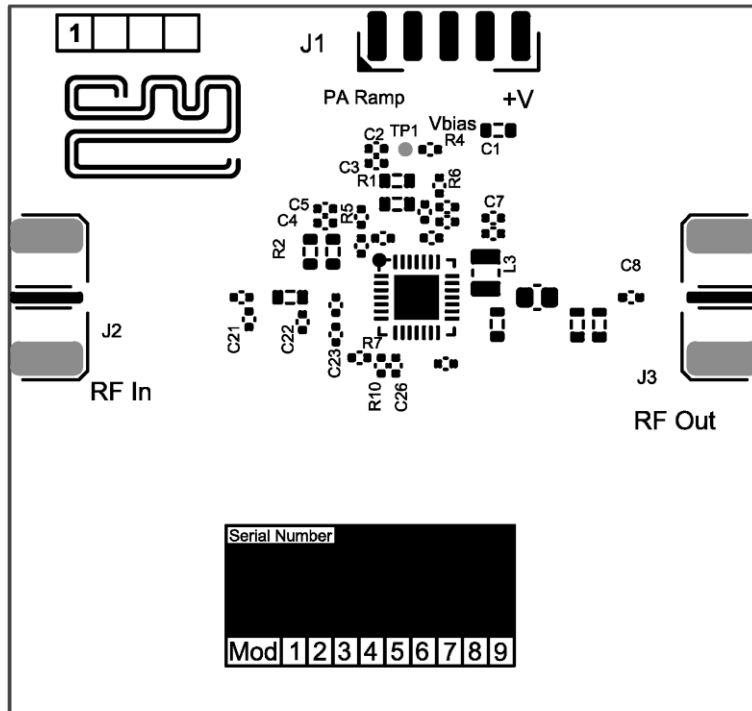 1
J1
PA Ramp
+V
C2
TP1
Vbias
R4
C1
C3
R1
R6
C5
C4
R5
C7
R2
L3
C8
C21
C22
C23
R7
R10
C26
J2
RF In
J3
RF Out
Serial Number
Mod 1 2 3 4 5 6 7 8 9